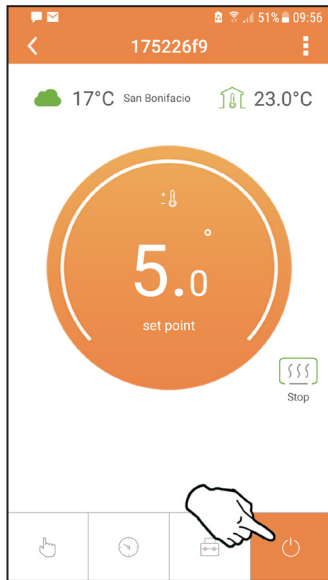 51% 09:56
175226f9
17°C San Bonifacio 23.0°C
5.0°
set point
Stop